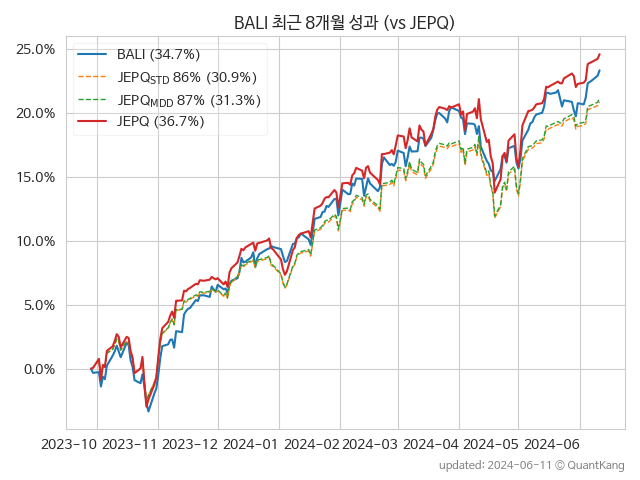 BALI 최근 8개월 성과 (vs JEPQ)
25.0%
20.0%
15.0%
10.0%
5.0%
0.0%
BALI (34.7%)
JEPQSTD 86% (30.9%)
JEPQMDD 87% (31.3%)
JEPQ (36.7%)
2023-10 2023-11 2023-12 2024-01 2024-02 2024-03 2024-04 2024-05 2024-06
updated: 2024-06-11 © QuantKang